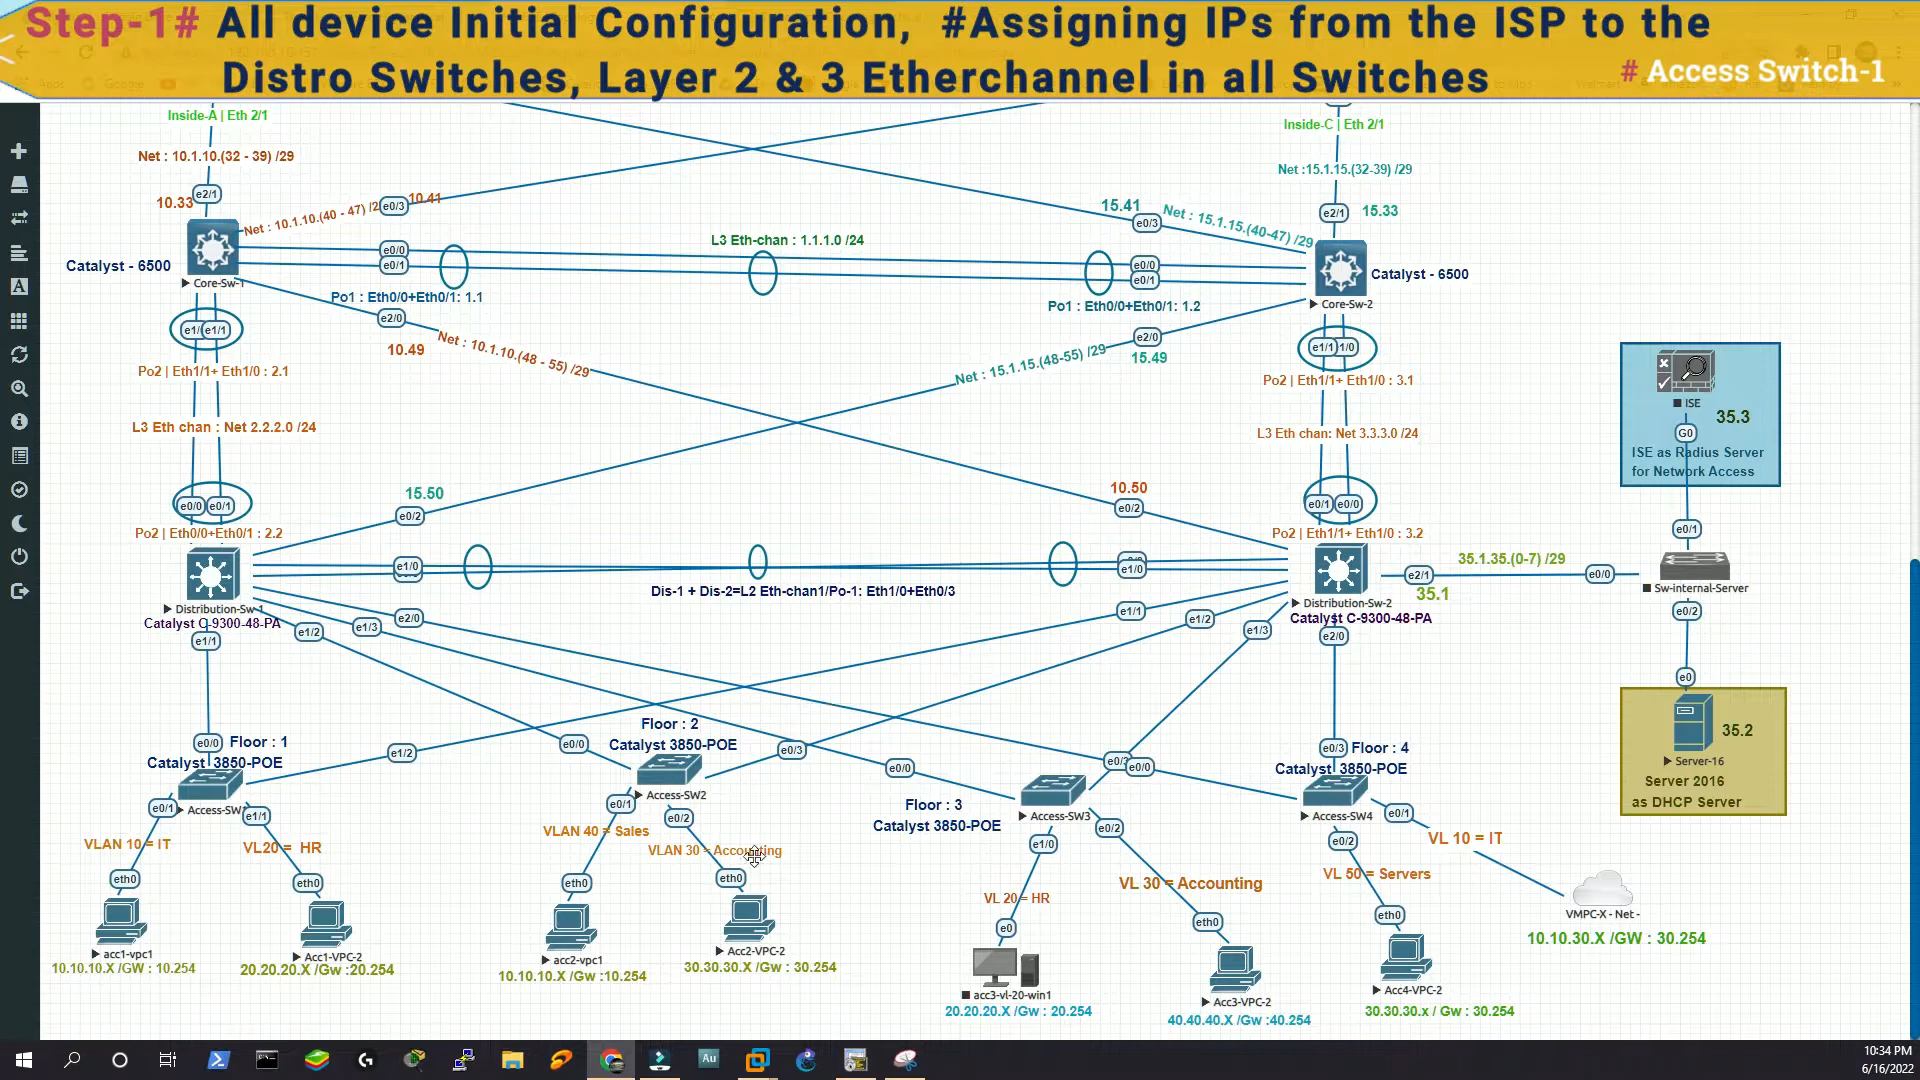 Step-1# All device Initial Configuration, #Assigning IPs from the ISP to the
Distro Switches, Layer 2 & 3 Etherchannel in all Switches
# Access Switch-1
Inside-A | Eth 2/1
Inside-C | Eth 2/1
Net : 10.1.10.(32 - 39) /29
Net :15.1.15.(32-39) /29
e2/1
10.33
e2/1
15.33
Net : 10.1.10.(40 - 47) /2
e0/3
10.41
15.41
e0/3
Net : 15.1.15.(40-47) /29
L3 Eth-chan : 1.1.1.0 /24
e0/0
e0/1
e0/0
e0/1
Catalyst - 6500
Core-Sw-1
Catalyst - 6500
Core-Sw-2
Po1 : Eth0/0+Eth0/1: 1.1
Po1 : Eth0/0+Eth0/1: 1.2
e2/0
10.49
Net : 10.1.10.(48 - 55) /29
e2/0
15.49
Net : 15.1.15.(48-55) /29
e1/1
e1/1
1/0
Po2 | Eth1/1+ Eth1/0 : 2.1
Po2 | Eth1/1+ Eth1/0 : 3.1
L3 Eth chan : Net 2.2.2.0 /24
L3 Eth chan: Net 3.3.3.0 /24
ISE
35.3
G0
ISE as Radius Server
for Network Access
15.50
10.50
e0/0
e0/1
e0/2
e0/2
e0/1
e0/0
Po2 | Eth0/0+Eth0/1 : 2.2
Po2 | Eth1/1+ Eth1/0 : 3.2
e0/1
35.1.35.(0-7) /29
e1/0
e1/0
e2/1
e0/0
35.1
Sw-internal-Server
Dis-1 + Dis-2=L2 Eth-chan1/Po-1: Eth1/0+Eth0/3
Distribution-Sw-1
Catalyst C-9300-48-PA
Distribution-Sw-2
Catalyst C-9300-48-PA
e0/2
e1/1
e1/2
e1/3
e2/0
e1/1
e1/2
e1/3
e2/0
e0
35.2
Server-16
Server 2016
as DHCP Server
e0/0
Floor : 1
Catalyst 3850-POE
e1/2
Floor : 2
Catalyst 3850-POE
e0/0
e0/3
e0/0
e0/0
e0/3
Floor : 4
Catalyst 3850-POE
Access-SW2
Floor : 3
Catalyst 3850-POE
Access-SW3
Access-SW4
e0/1
e1/1
e0/1
e0/2
e1/0
e0/2
e0/2
e0/1
VLAN 10 = IT
VL20 = HR
VLAN 40 = Sales
VLAN 30 = Accounting
VL 20 = HR
VL 30 = Accounting
VL 50 = Servers
VL 10 = IT
eth0
eth0
eth0
eth0
e0
eth0
eth0
acc1-vpc1
10.10.10.X /GW : 10.254
Acc1-VPC-2
20.20.20.X /Gw :20.254
acc2-vpc1
10.10.10.X /Gw :10.254
Acc2-VPC-2
30.30.30.X /Gw : 30.254
acc3-vl-20-win1
20.20.20.X /Gw : 20.254
Acc3-VPC-2
40.40.40.X /Gw :40.254
Acc4-VPC-2
30.30.30.x / Gw : 30.254
VMPC-X - Net -
10.10.30.X /GW : 30.254
Au
10:34 PM
6/16/2022